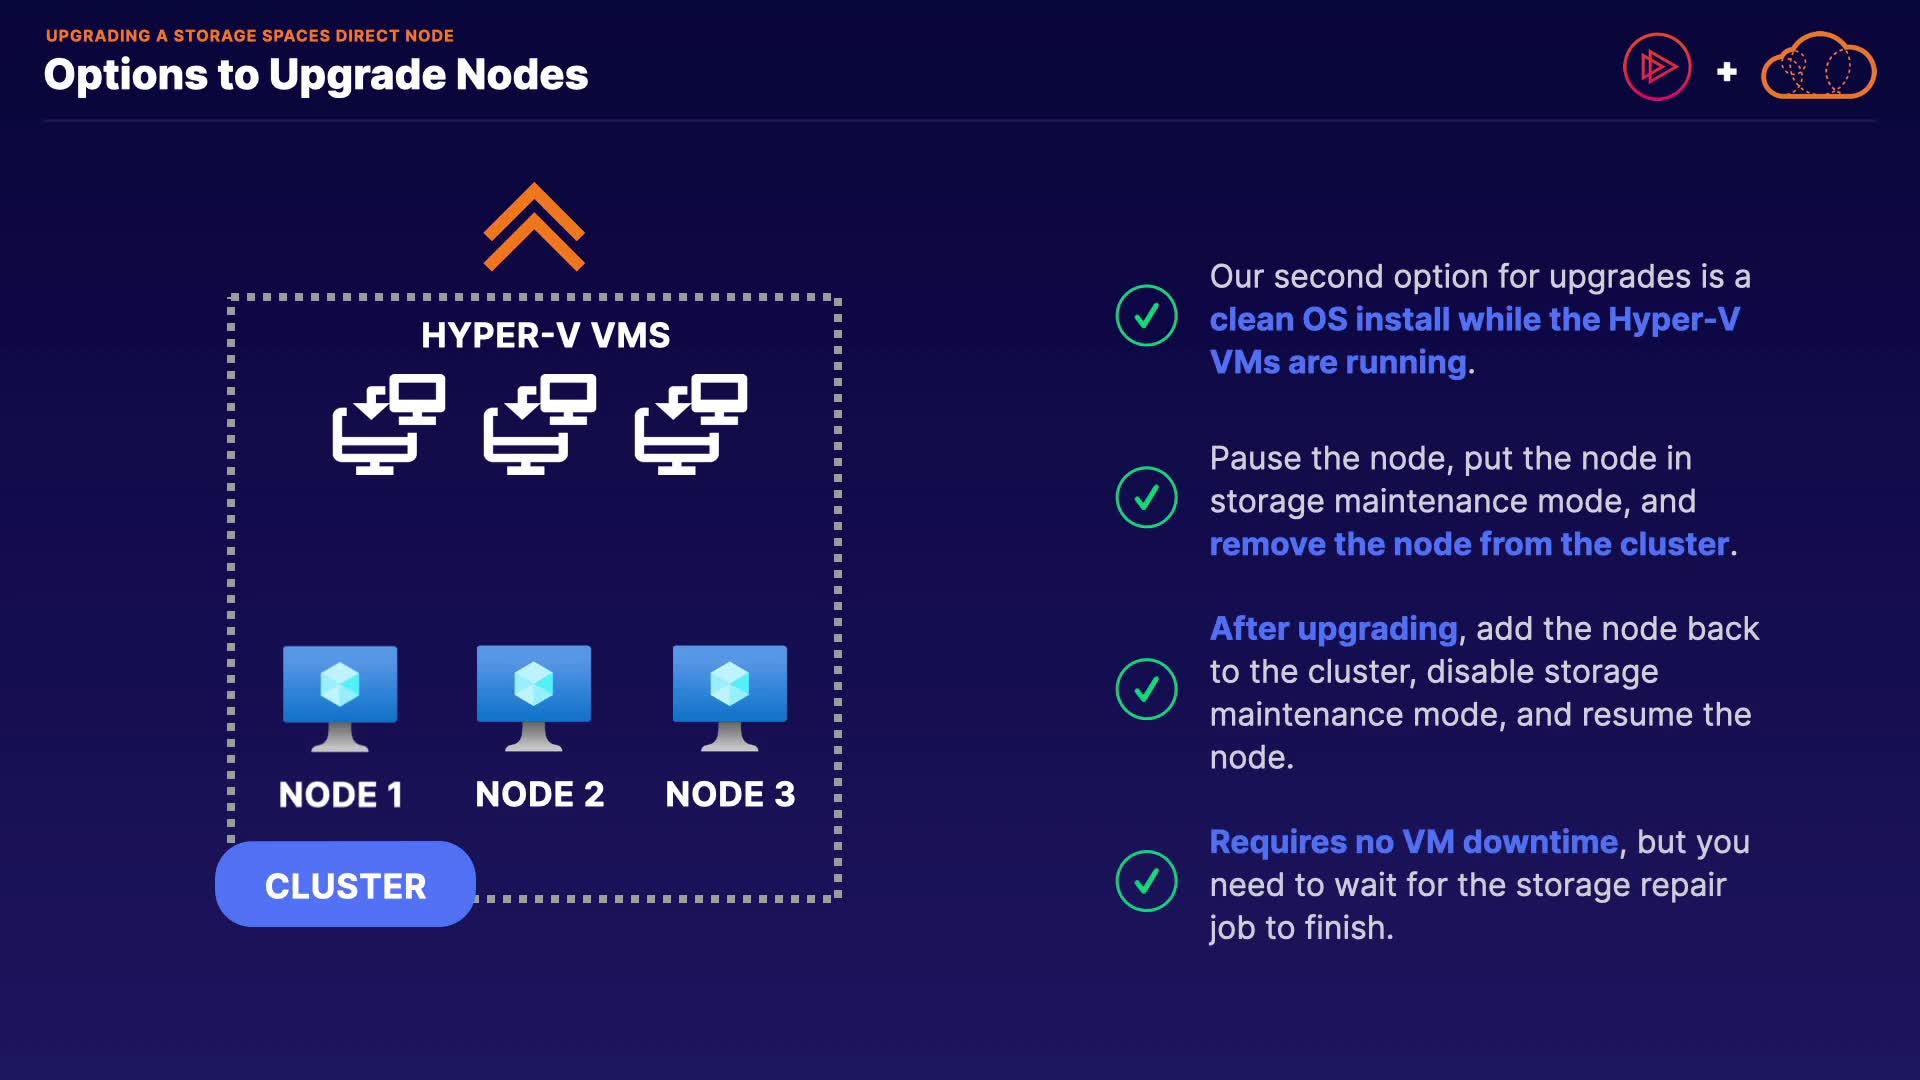 UPGRADING A STORAGE SPACES DIRECT NODE
Options to Upgrade Nodes
HYPER-V VMS
NODE 1
NODE 2
NODE 3
CLUSTER
Our second option for upgrades is a
clean OS install while the Hyper-V
VMs are running.
Pause the node, put the node in
storage maintenance mode, and
remove the node from the cluster.
After upgrading, add the node back
to the cluster, disable storage
maintenance mode, and resume the
node.
Requires no VM downtime, but you
need to wait for the storage repair
job to finish.